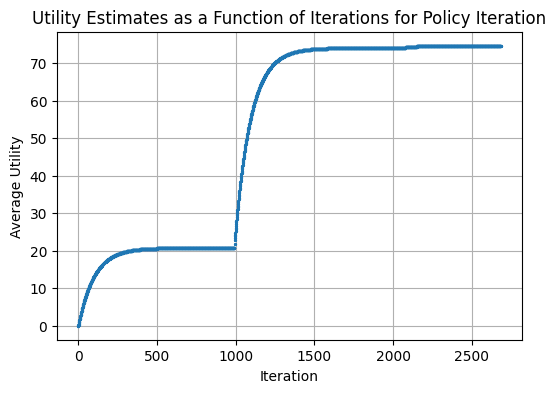 Utility Estimates as a Function of Iterations for Policy Iteration
Average Utility
70
60
50
40
30
20
10
0
0 500 1000 1500 2000 2500
Iteration